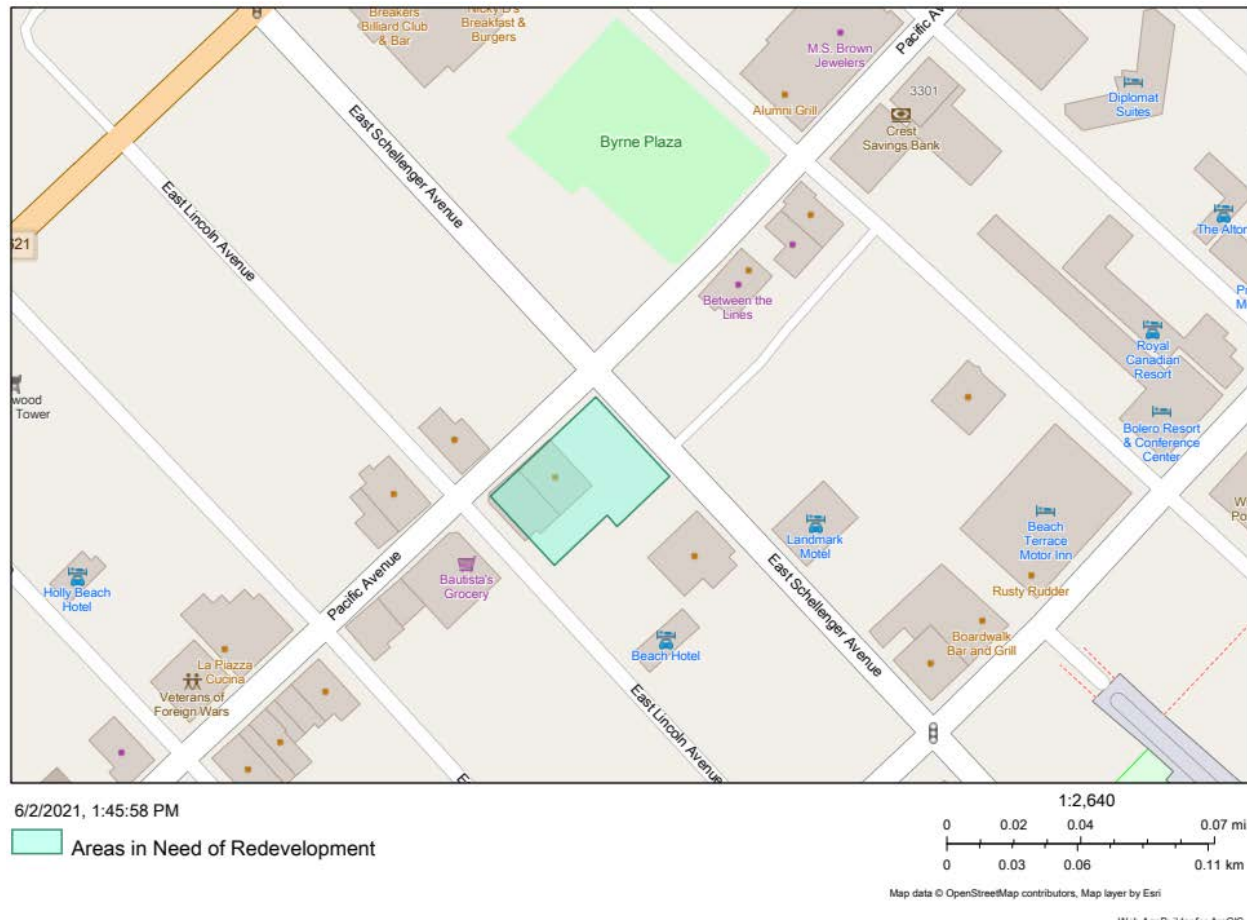 Breakers
Billiard Club
& Bar
Nicky D's
Breakfast &
Burgers
M.S. Brown
Jewelers
Pacific Av
Alumni Grill
3301
Crest
Savings Bank
Diplomat
Suites
East Schellenger Avenue
Byrne Plaza
East Lincoln Avenue
The Alton
621
Between the
Lines
Royal
Canadian
Resort
wood
Tower
Bolero Resort
& Conference
Center
Landmark
Motel
Beach
Terrace
Motor Inn
Bautista's
Grocery
Pacific Avenue
Holly Beach
Hotel
East Schellenger Avenue
Rusty Rudder
Boardwalk
Bar and Grill
Beach Hotel
La Piazza
Cucina
Veterans of
Foreign Wars
East Lincoln Avenue
6/2/2021, 1:45:58 PM
Areas in Need of Redevelopment
1:2,640
0 0.02 0.04 0.07 mi
0 0.03 0.06 0.11 km
Map data © OpenStreetMap contributors, Map layer by Esri